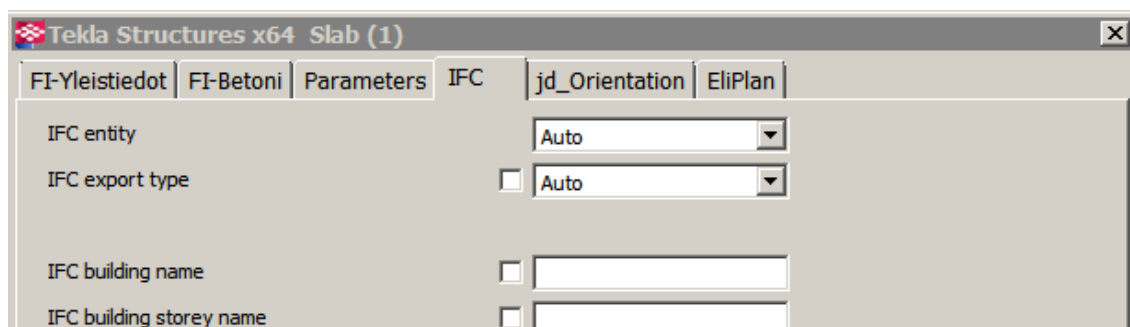 Tekla Structures x64 Slab (1)
FI-Yleistiedot FI-Betoni Parameters IFC jd_Orientation EliPlan
IFC entity Auto
IFC export type Auto
IFC building name
IFC building storey name